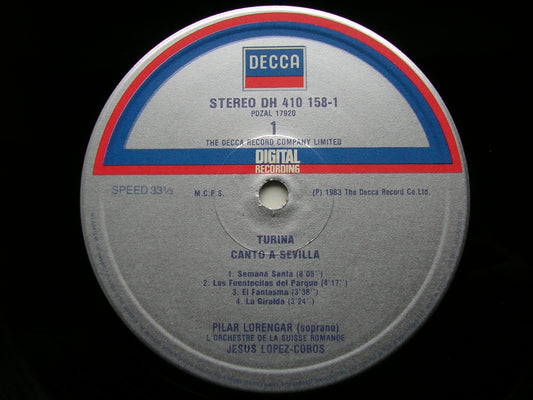 DECCA
STEREO DH 410 158-1
PDZAL 17920
1
THE DECCA RECORD COMPANY LIMITED
DIGITAL
RECORDING
SPEED 33⅓
M.C.P.S.
(P) 1983 The Decca Record Co. Ltd.
TURINA
CANTO A SEVILLA
1. Semana Santa (8'05'')
2. Las Fuentecitas del Parque (4'17'')
3. El Fantasma (3'38'')
4. La Giralda (3'24'')
PILAR LORENGAR (soprano)
L'ORCHESTRE DE LA SUISSE ROMANDE
JESUS LOPEZ-COBOS